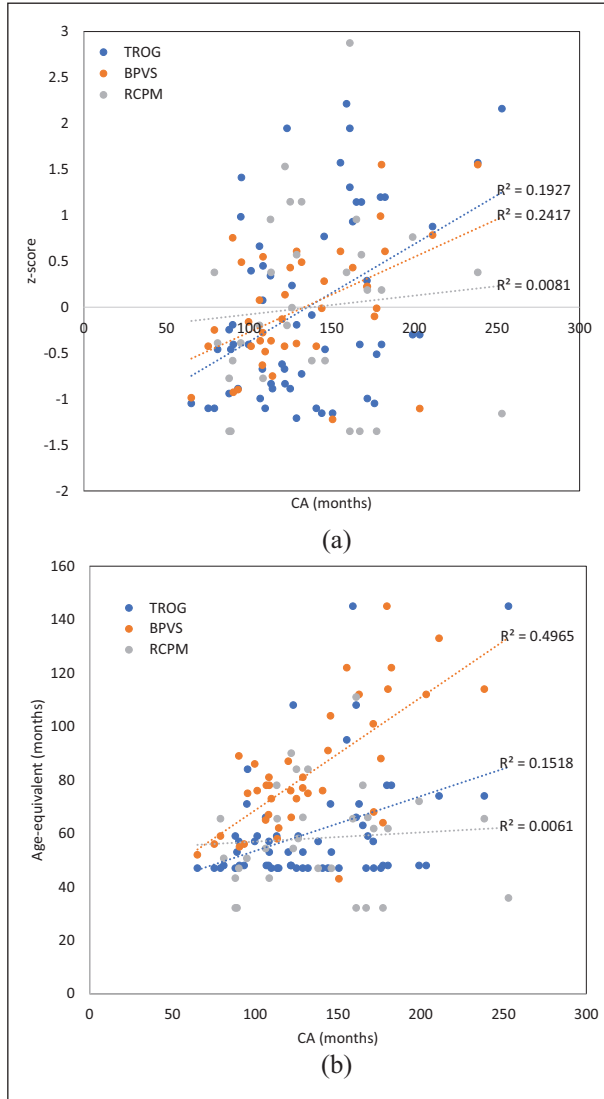 3
2.5
2
1.5
1
0.5
0
-0.5
-1
-1.5
-2
z-score
TROG
BPVS
RCPM
R² = 0.1927
R² = 0.2417
R² = 0.0081
0 50 100 150 200 250 300
CA (months)
(a)
160
140
120
100
80
60
40
20
0
Age-equivalent (months)
TROG
BPVS
RCPM
R² = 0.4965
R² = 0.1518
R² = 0.0061
0 50 100 150 200 250 300
CA (months)
(b)